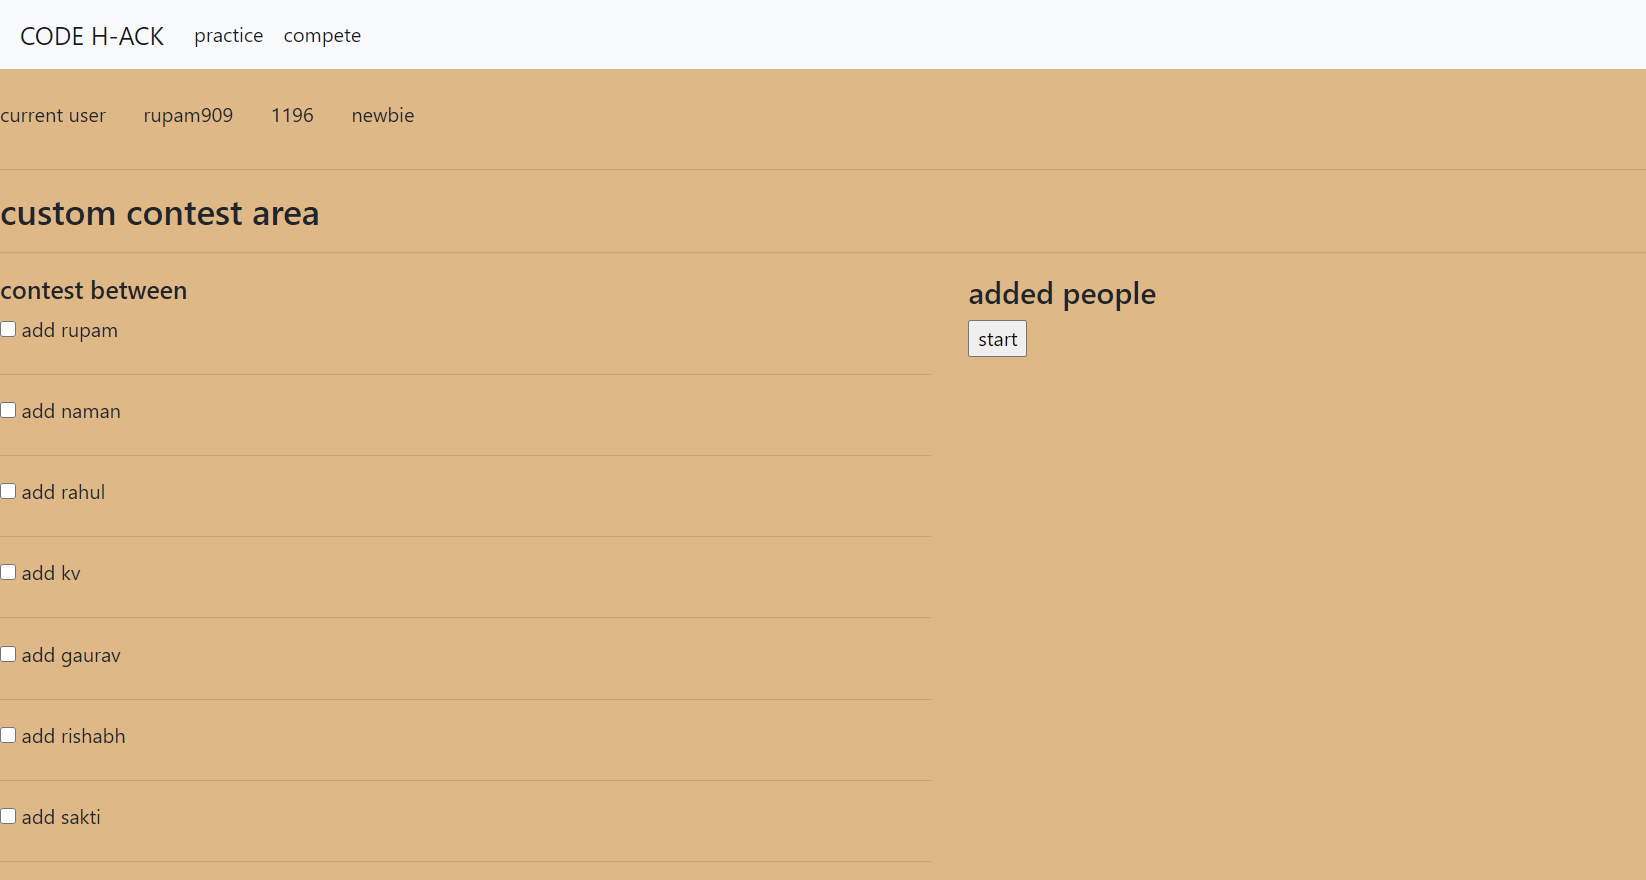 CODE H-ACK practice compete
current user rupam909 1196 newbie
custom contest area
contest between
add rupam
add naman
add rahul
add kv
add gaurav
add rishabh
add sakti
added people
start